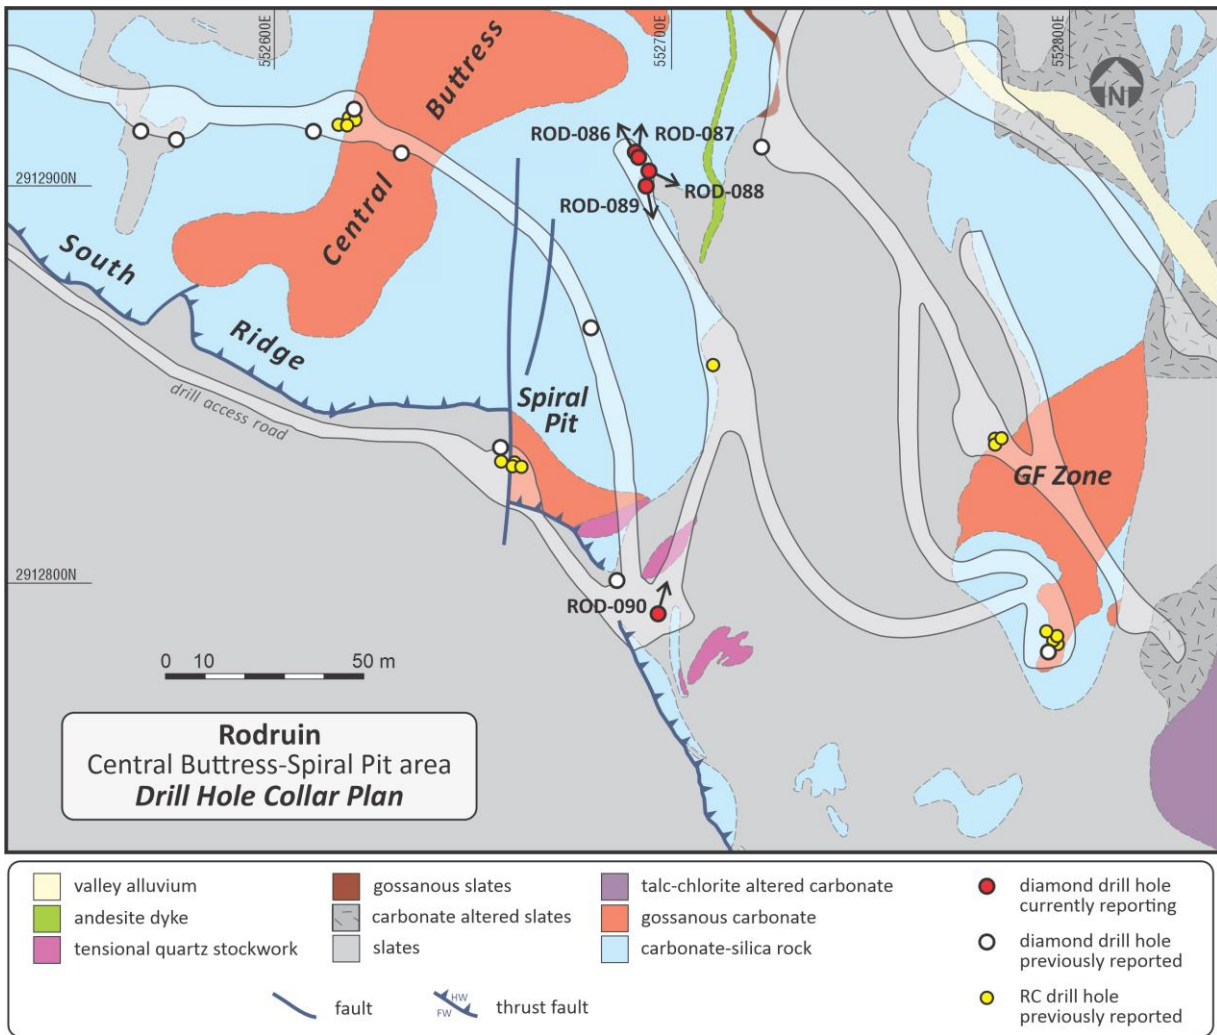 552600E
552700E
552800E
N
Buttress
ROD-086
ROD-087
2912900N
Central
ROD-088
ROD-089
South
Ridge
drill access road
Spiral
Pit
GF Zone
2912800N
ROD-090
0 10 50 m
Rodruin
Central Buttress-Spiral Pit area
Drill Hole Collar Plan
valley alluvium
andesite dyke
tensional quartz stockwork
gossanous slates
carbonate altered slates
slates
talc-chlorite altered carbonate
gossanous carbonate
carbonate-silica rock
diamond drill hole
currently reporting
diamond drill hole
previously reported
RC drill hole
previously reported
fault
HW
FW
thrust fault